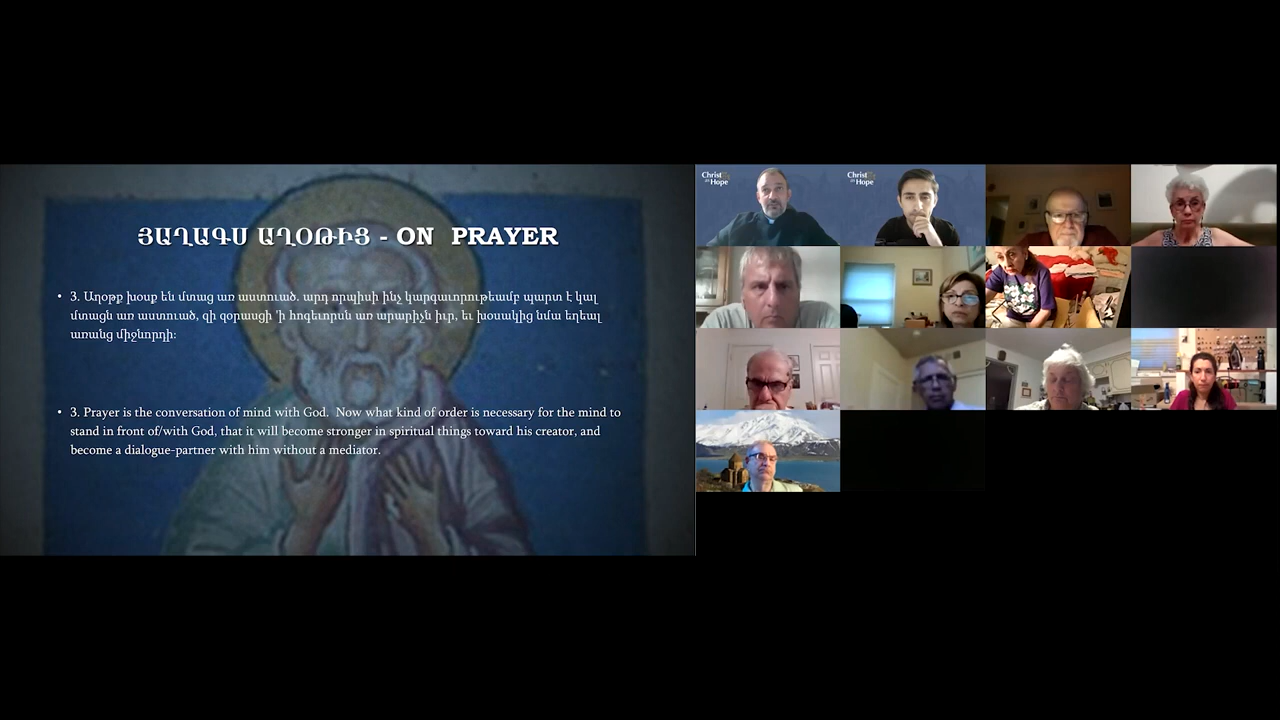 ՅԱՂԱԳՍ ԱՂՕԹԻՑ - ON PRAYER
• 3. Աղօթք խօսք են մտաց առ աստուած. արդ որպիսի ինչ կարգաւորութեամբ պարտ է կալ
մտացն առ աստուած, զի զօրասցի 'ի հոգեւորսն առ արարիչն իւր, եւ խօսակից նմա եղեալ
առանց միջնորդի:
• 3. Prayer is the conversation of mind with God. Now what kind of order is necessary for the mind to
stand in front of/with God, that it will become stronger in spiritual things toward his creator, and
become a dialogue-partner with him without a mediator.
Christ
Hope
Christ
Hope